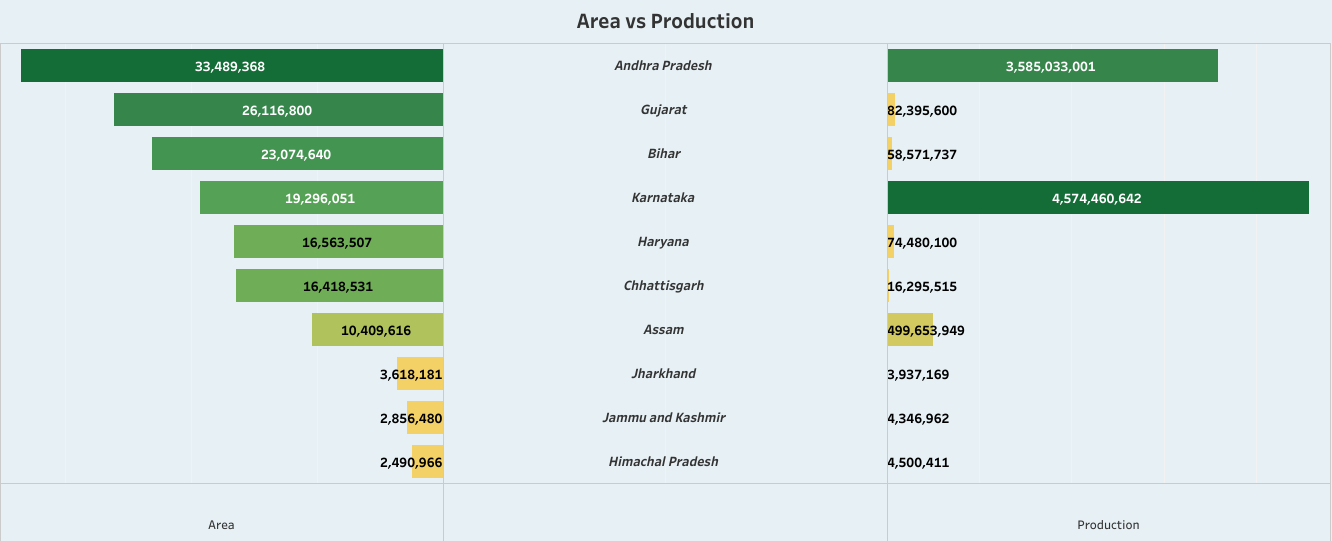 Area vs Production
33,489,368 Andhra Pradesh 3,585,033,001
26,116,800 Gujarat 82,395,600
23,074,640 Bihar 58,571,737
19,296,051 Karnataka 4,574,460,642
16,563,507 Haryana 74,480,100
16,418,531 Chhattisgarh 16,295,515
10,409,616 Assam 499,653,949
3,618,181 Jharkhand 3,937,169
2,856,480 Jammu and Kashmir 4,346,962
2,490,966 Himachal Pradesh 4,500,411
Area Production